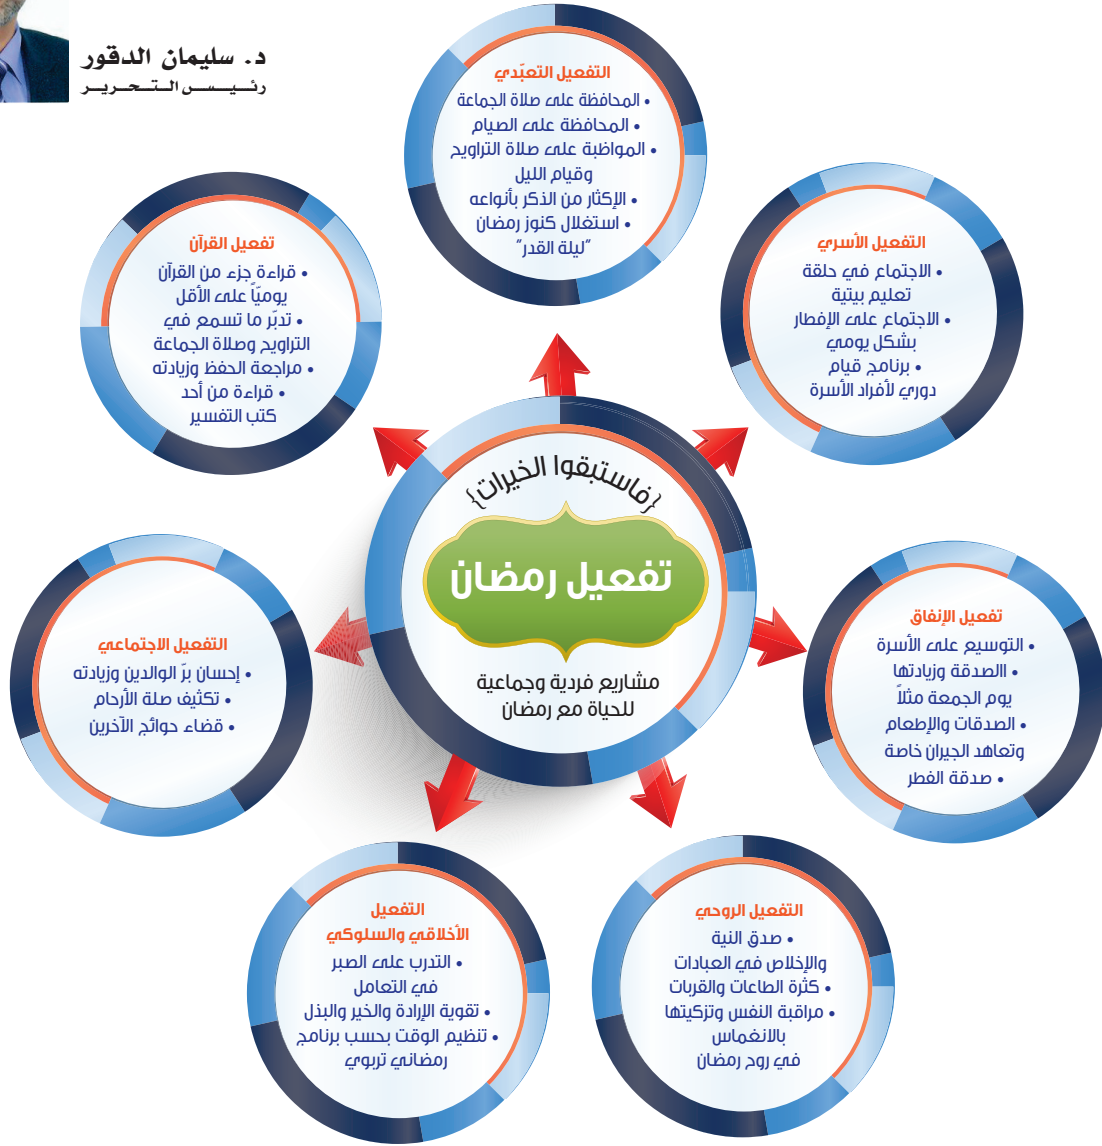 د. سليمان الدقور
رئـيـس التـحـريـر
التفعيل التعبّدي
• المحافظة على صلاة الجماعة
• المحافظة على الصيام
• المواظبة على صلاة التراويح
وقيام الليل
• الإكثار من الذكر بأنواعه
• استغلال كنوز رمضان
"ليلة القدر"
التفعيل الأسري
• الاجتماع في حلقة
تعليم بيتية
• الاجتماع على الإفصار
بشكل يومي
• برنامج قيام
دوري لأفراد الأسرة
تفعيل الإنفاق
• التوسيع على الأسرة
• االصدقة وزيادتها
يوم الجمعة مثلاً
• الصدقات والإطعام
وتعاهد الجيران خاصة
• صدقة الفطر
التفعيل الروحي
• صدق النية
والإخلاص في العبادات
• كثرة الطاعات والقربات
• مراقبة النفس وتزكيتها
بالانغماس
في روح رمضان
التفعيل
الأخلاقي والسلوكي
• التدرب على الصبر
في التعامل
• تقوية الإرادة والخير والبذل
• تنظيم الوقت بحسب برنامج
رمضاني تربوي
التفعيل الاجتماعي
• إحسان برّ الوالدين وزيادته
• تكثيف صلة الأرحام
• قضاء حوائج الآخرين
تفعيل القرآن
• قراءة جزء من القرآن
يوميّاً على الأقل
• تدبّر ما تسمع في
التراويح وصلاة الجماعة
• مراجعة الحفظ وزيادته
• قراءة من أحد
كتب التفسير
{فاستبقوا الخيرات}
تفعيل رمضان
مشاريع فردية وجماعية
للحياة مع رمضان